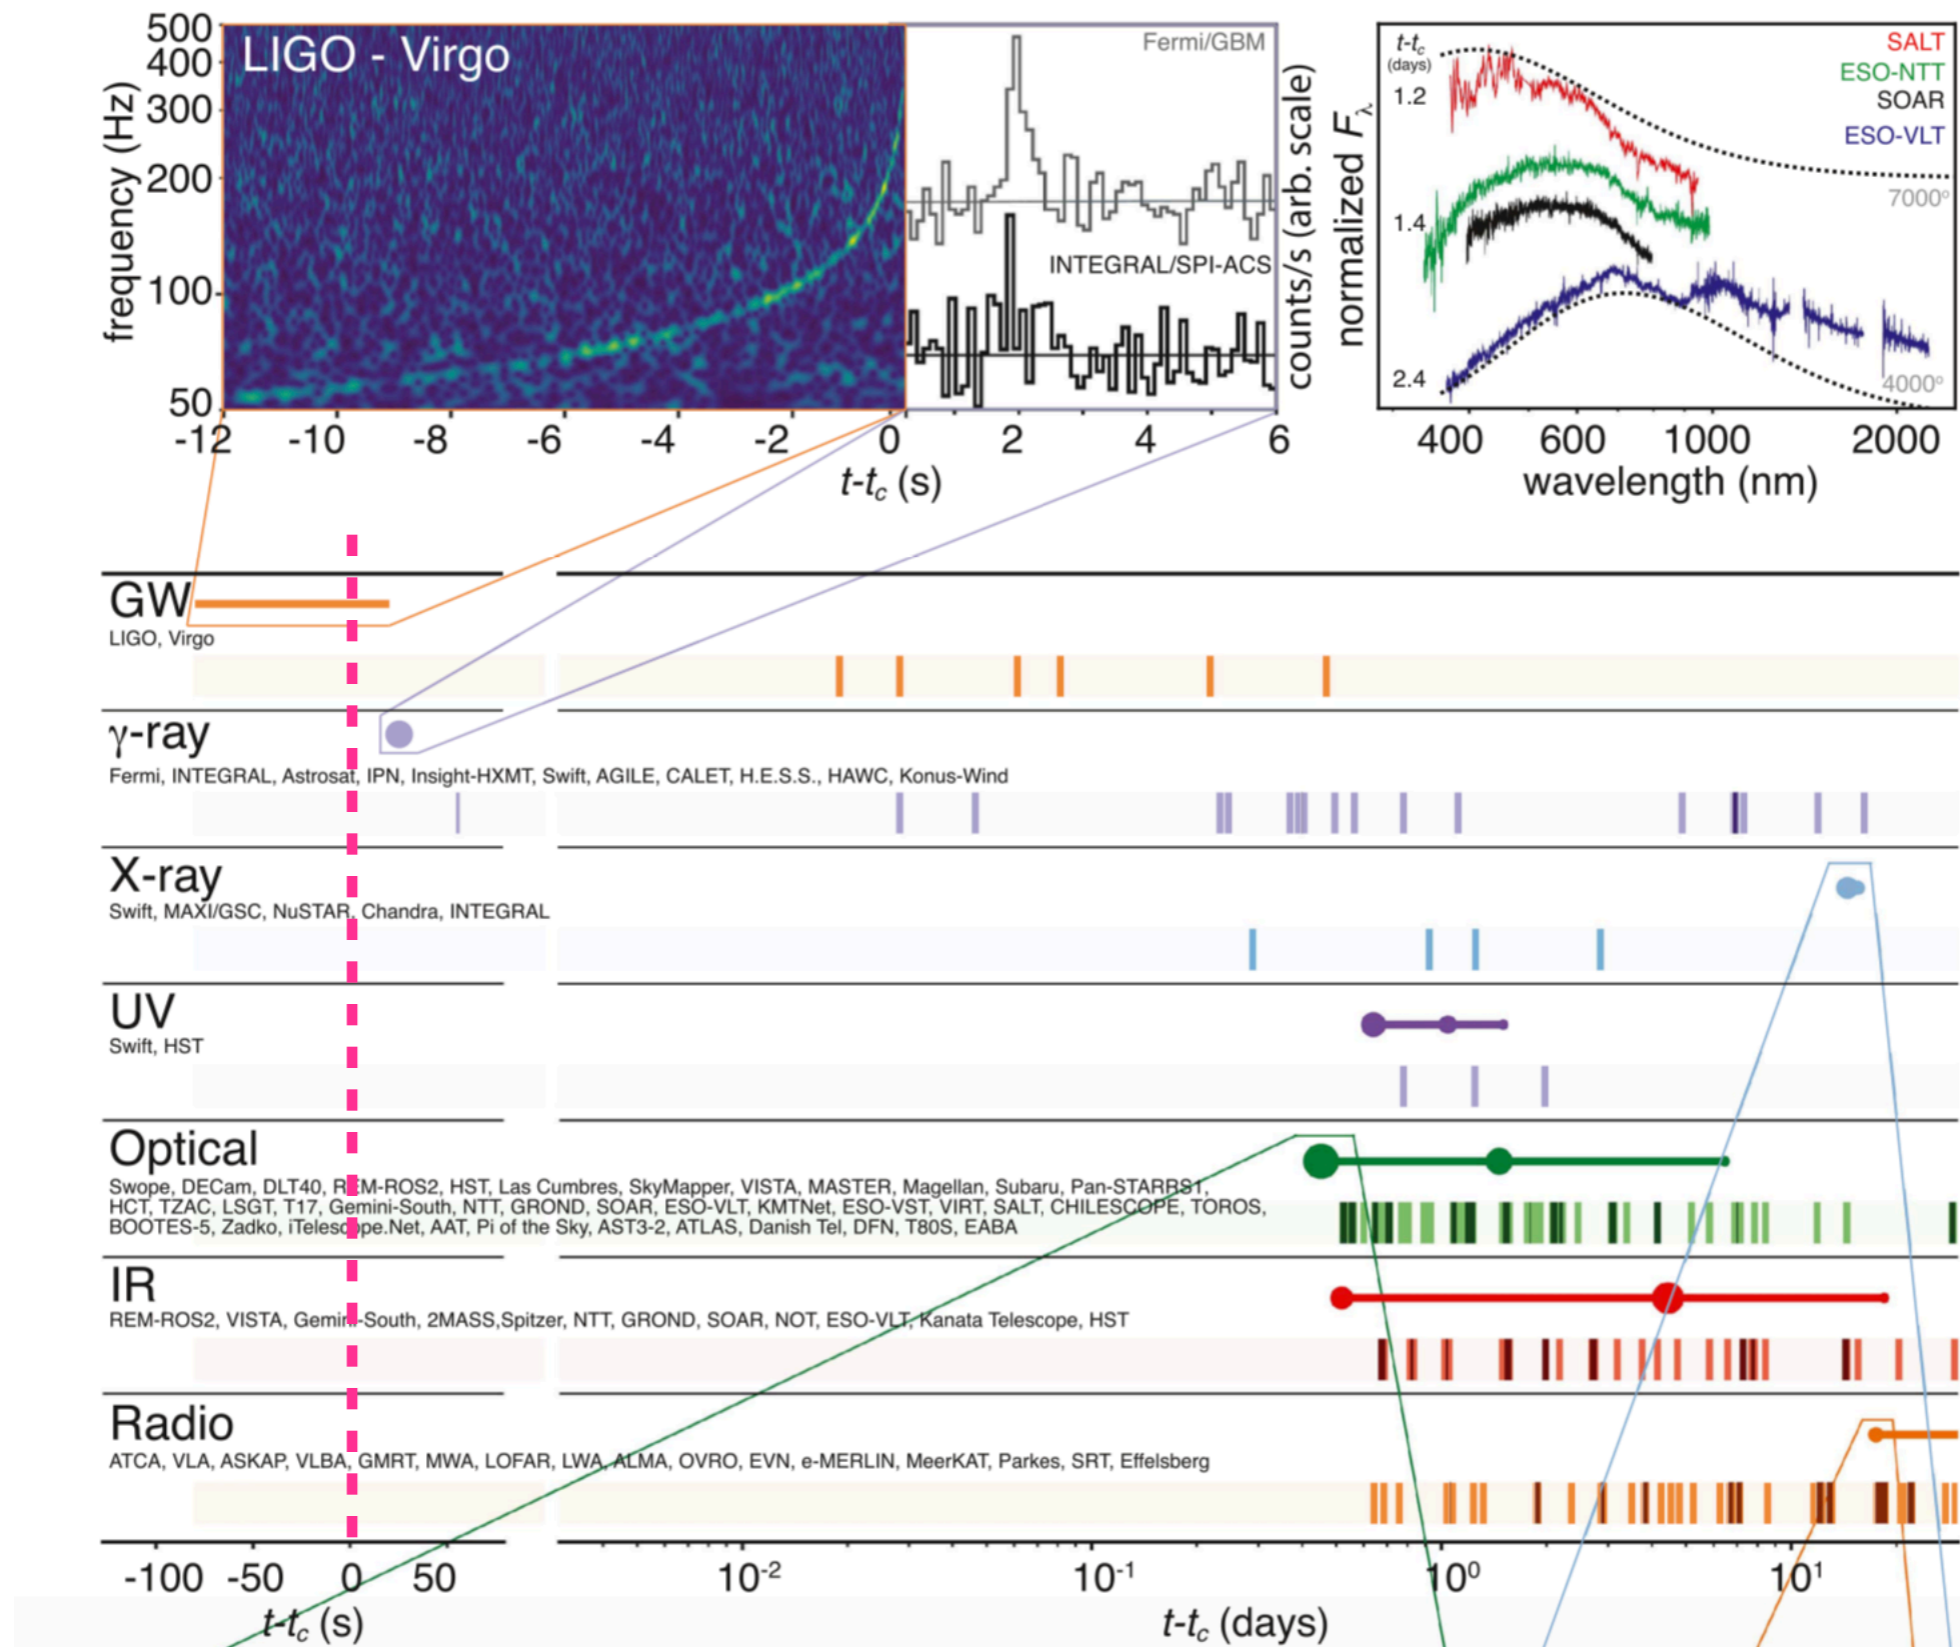 LIGO - Virgo
frequency (Hz)
500
400
300
200
100
50
-12 -10 -8 -6 -4 -2 0 2 4 6
t-tc (s)
Fermi/GBM
INTEGRAL/SPI-ACS
counts/s (arb. scale)
normalized Fλ
t-tc
(days)
1.2
1.4
2.4
SALT
ESO-NTT
SOAR
ESO-VLT
7000°
4000°
400 600 1000 2000
wavelength (nm)
GW
LIGO, Virgo
γ-ray
Fermi, INTEGRAL, Astrosat, IPN, Insight-HXMT, Swift, AGILE, CALET, H.E.S.S., HAWC, Konus-Wind
X-ray
Swift, MAXI/GSC, NuSTAR, Chandra, INTEGRAL
UV
Swift, HST
Optical
Swope, DECam, DLT40, REM-ROS2, HST, Las Cumbres, SkyMapper, VISTA, MASTER, Magellan, Subaru, Pan-STARRS1,
HCT, TZAC, LSGT, T17, Gemini-South, NTT, GROND, SOAR, ESO-VLT, KMTNet, ESO-VST, VIRT, SALT, CHILESCOPE, TOROS,
BOOTES-5, Zadko, iTelescope.Net, AAT, Pi of the Sky, AST3-2, ATLAS, Danish Tel, DFN, T80S, EABA
IR
REM-ROS2, VISTA, Gemini-South, 2MASS,Spitzer, NTT, GROND, SOAR, NOT, ESO-VLT, Kanata Telescope, HST
Radio
ATCA, VLA, ASKAP, VLBA, GMRT, MWA, LOFAR, LWA, ALMA, OVRO, EVN, e-MERLIN, MeerKAT, Parkes, SRT, Effelsberg
-100 -50 0 50 10⁻² 10⁻¹ 10⁰ 10¹
t-tc (s) t-tc (days)